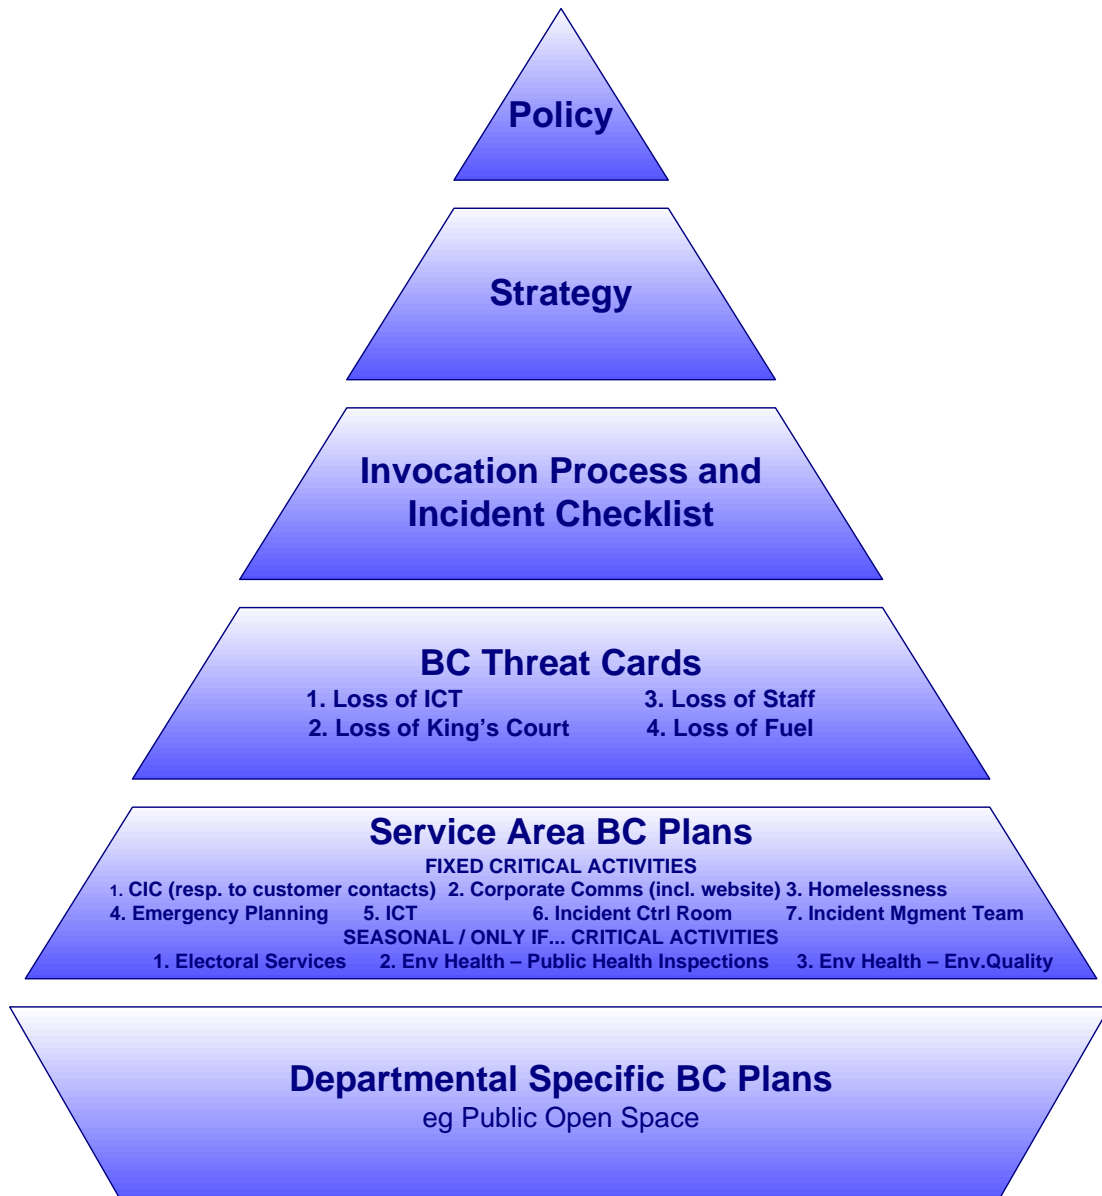 Policy
Strategy
Invocation Process and
Incident Checklist
BC Threat Cards
1. Loss of ICT 3. Loss of Staff
2. Loss of King's Court 4. Loss of Fuel
Service Area BC Plans
FIXED CRITICAL ACTIVITIES
1. CIC (resp. to customer contacts) 2. Corporate Comms (incl. website) 3. Homelessness
4. Emergency Planning 5. ICT 6. Incident Ctrl Room 7. Incident Mgment Team
SEASONAL / ONLY IF... CRITICAL ACTIVITIES
1. Electoral Services 2. Env Health – Public Health Inspections 3. Env Health – Env.Quality
Departmental Specific BC Plans
eg Public Open Space